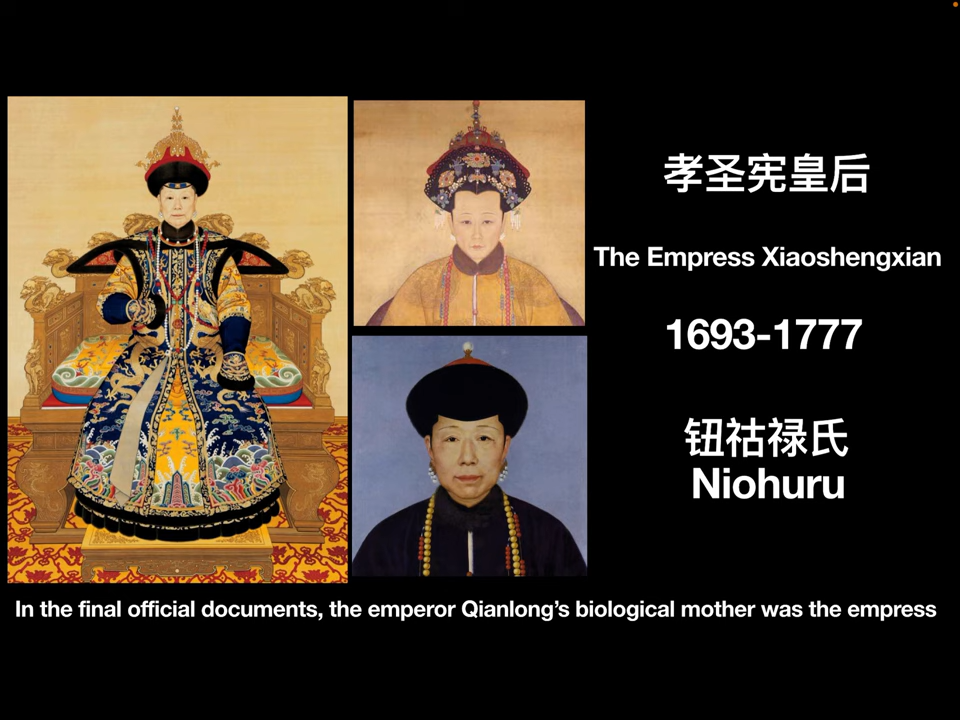 孝圣宪皇后
The Empress Xiaoshengxian
1693-1777
钮祜禄氏
Niohuru
In the final official documents, the emperor Qianlong’s biological mother was the empress